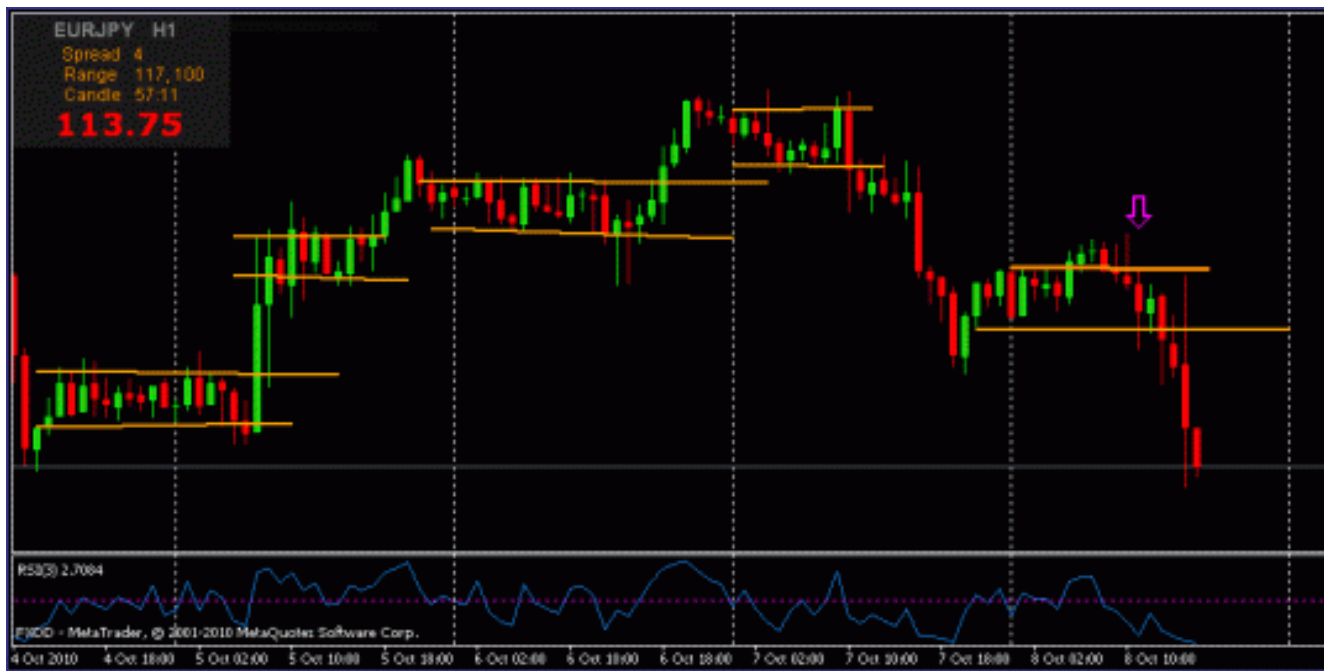 EURJPY H1
Spread 4
Range 117,100
Candle 57:11
113.75
RSI(3) 2.7084
FXDD - MetaTrader, © 2001-2010 MetaQuotes Software Corp.
4 Oct 2010 4 Oct 18:00 5 Oct 02:00 5 Oct 10:00 5 Oct 18:00 6 Oct 02:00 6 Oct 10:00 6 Oct 18:00 7 Oct 02:00 7 Oct 10:00 7 Oct 18:00 8 Oct 02:00 8 Oct 10:00